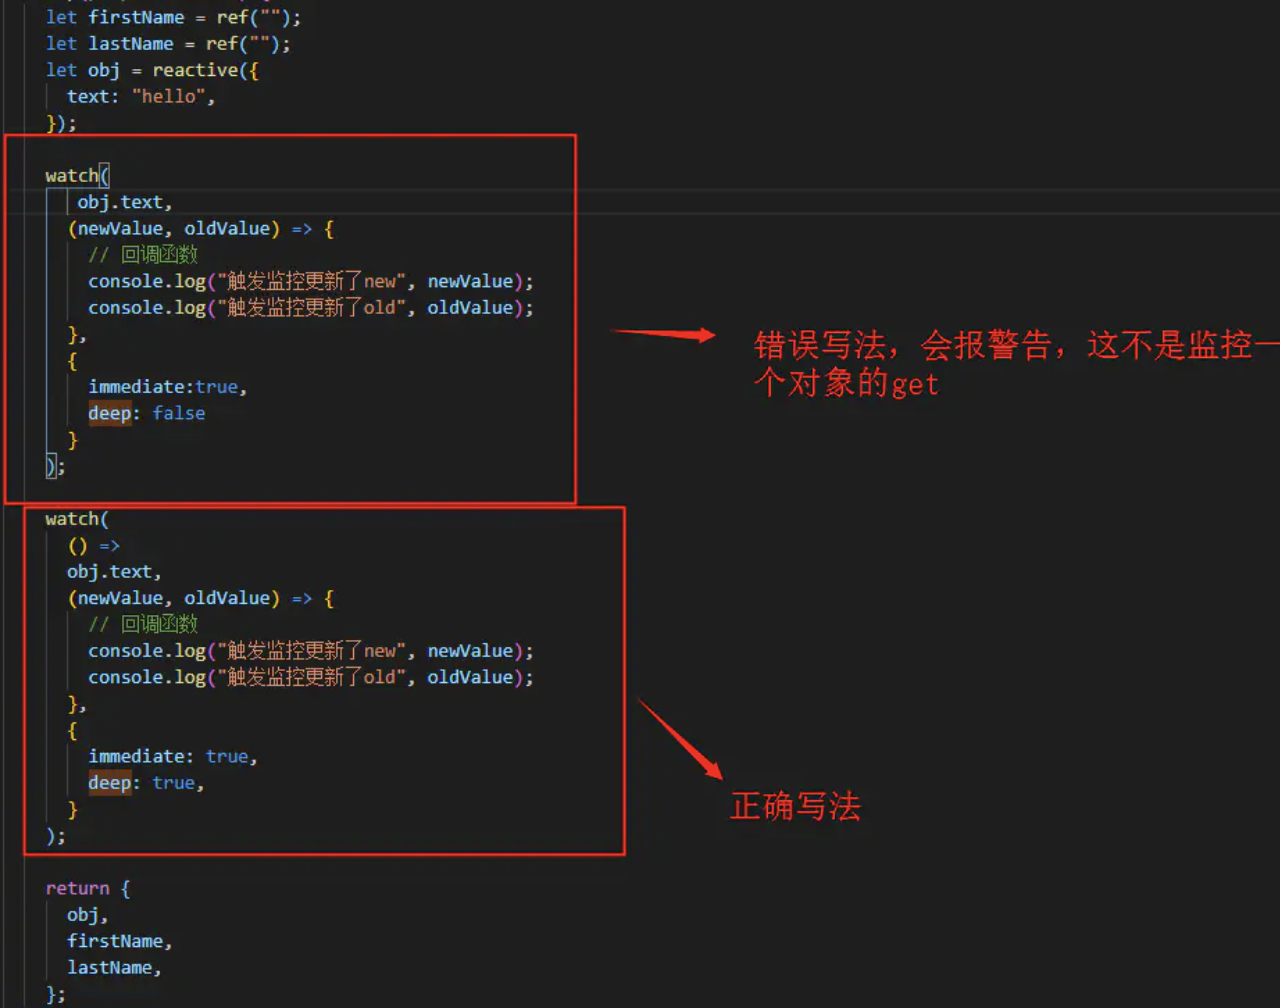 let firstName = ref("");
let lastName = ref("");
let obj = reactive({
text: "hello",
});
watch(
obj.text,
(newValue, oldValue) => {
// 回调函数
console.log("触发监控更新了new", newValue);
console.log("触发监控更新了old", oldValue);
},
{
immediate:true,
deep: false
}
);
错误写法，会报警告，这不是监控一
个对象的get
watch(
() =>
obj.text,
(newValue, oldValue) => {
// 回调函数
console.log("触发监控更新了new", newValue);
console.log("触发监控更新了old", oldValue);
},
{
immediate: true,
deep: true,
}
);
正确写法
return {
obj,
firstName,
lastName,
};